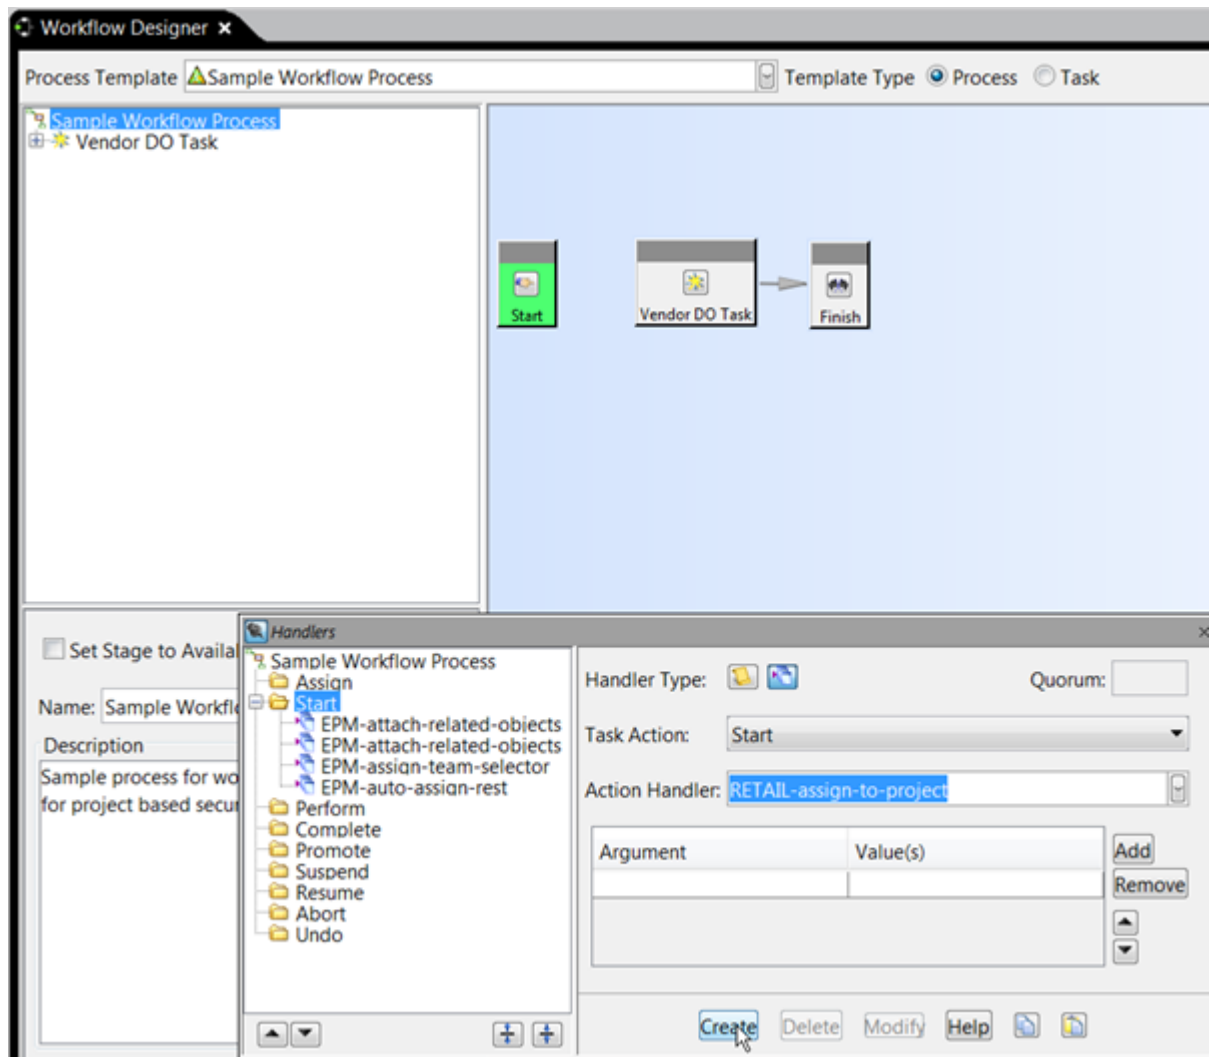 Workflow Designer
Process Template Sample Workflow Process Template Type Process Task
Sample Workflow Process
Vendor DO Task
Start
Vendor DO Task
Finish
Set Stage to Availal
Name: Sample Workfl
Description
Sample process for wo
for project based secur
Handlers
Sample Workflow Process
Assign
Start
EPM-attach-related-objects
EPM-attach-related-objects
EPM-assign-team-selector
EPM-auto-assign-rest
Perform
Complete
Promote
Suspend
Resume
Abort
Undo
Handler Type: Quorum:
Task Action: Start
Action Handler: RETAIL-assign-to-project
Argument Value(s)
Add
Remove
Create Delete Modify Help